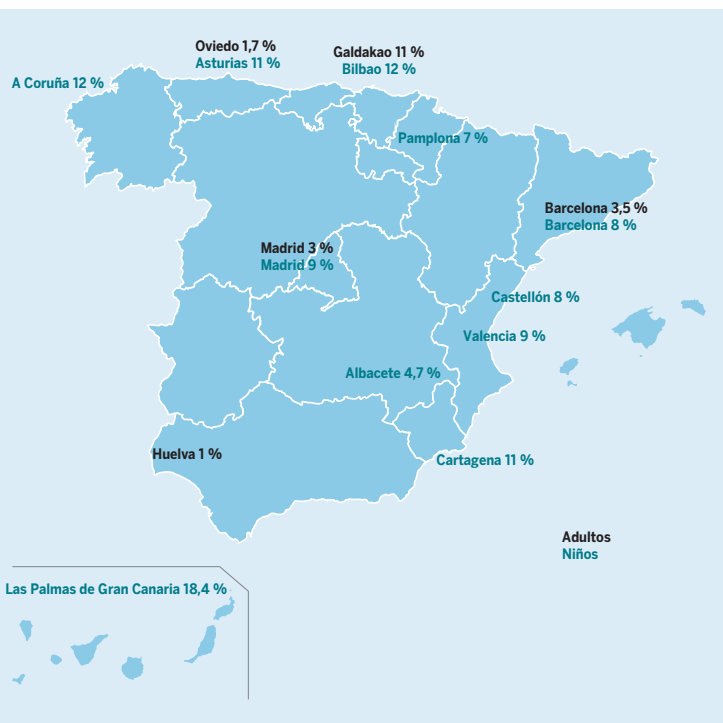 Oviedo 1,7 %
Asturias 11 %
Galdakao 11 %
Bilbao 12 %
A Coruña 12 %
Pamplona 7 %
Barcelona 3,5 %
Barcelona 8 %
Madrid 3 %
Madrid 9 %
Castellón 8 %
Valencia 9 %
Albacete 4,7 %
Huelva 1 %
Cartagena 11 %
Adultos
Niños
Las Palmas de Gran Canaria 18,4 %